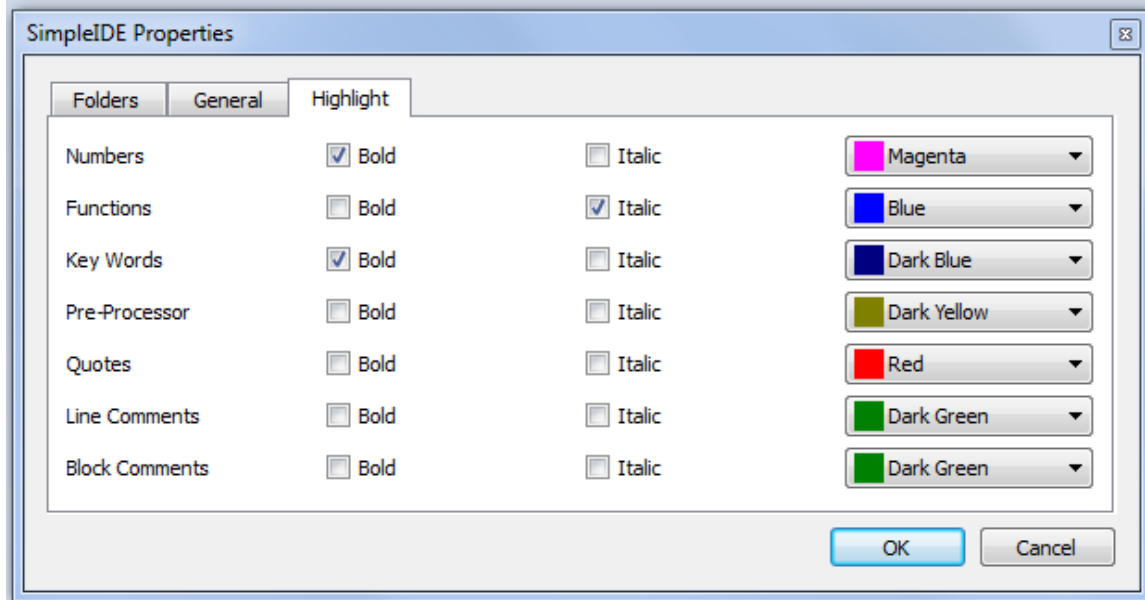 SimpleIDE Properties
Folders General Highlight
Numbers Bold Italic Magenta
Functions Bold Italic Blue
Key Words Bold Italic Dark Blue
Pre-Processor Bold Italic Dark Yellow
Quotes Bold Italic Red
Line Comments Bold Italic Dark Green
Block Comments Bold Italic Dark Green
OK Cancel